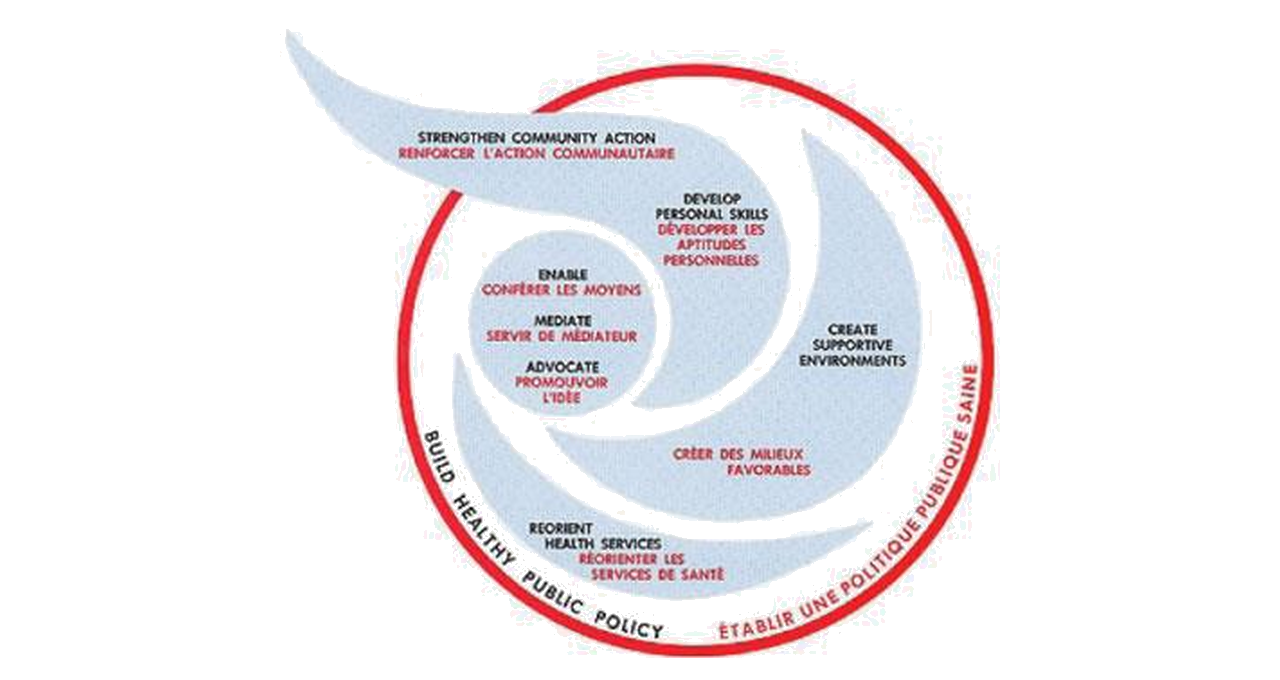 STRENGTHEN COMMUNITY ACTION
RENFORCER L'ACTION COMMUNAUTAIRE
DEVELOP
PERSONAL SKILLS
DÉVELOPPER LES
APTITUDES
PERSONNELLES
ENABLE
CONFÉRER LES MOYENS
MEDIATE
SERVIR DE MÉDIATEUR
ADVOCATE
PROMOUVOIR
L'IDÉE
CREATE
SUPPORTIVE
ENVIRONMENTS
CRÉER DES MILIEUX
FAVORABLES
REORIENT
HEALTH SERVICES
RÉORIENTER LES
SERVICES DE SANTÉ
BUILD HEALTHY PUBLIC POLICY
ÉTABLIR UNE POLITIQUE PUBLIQUE SAINE